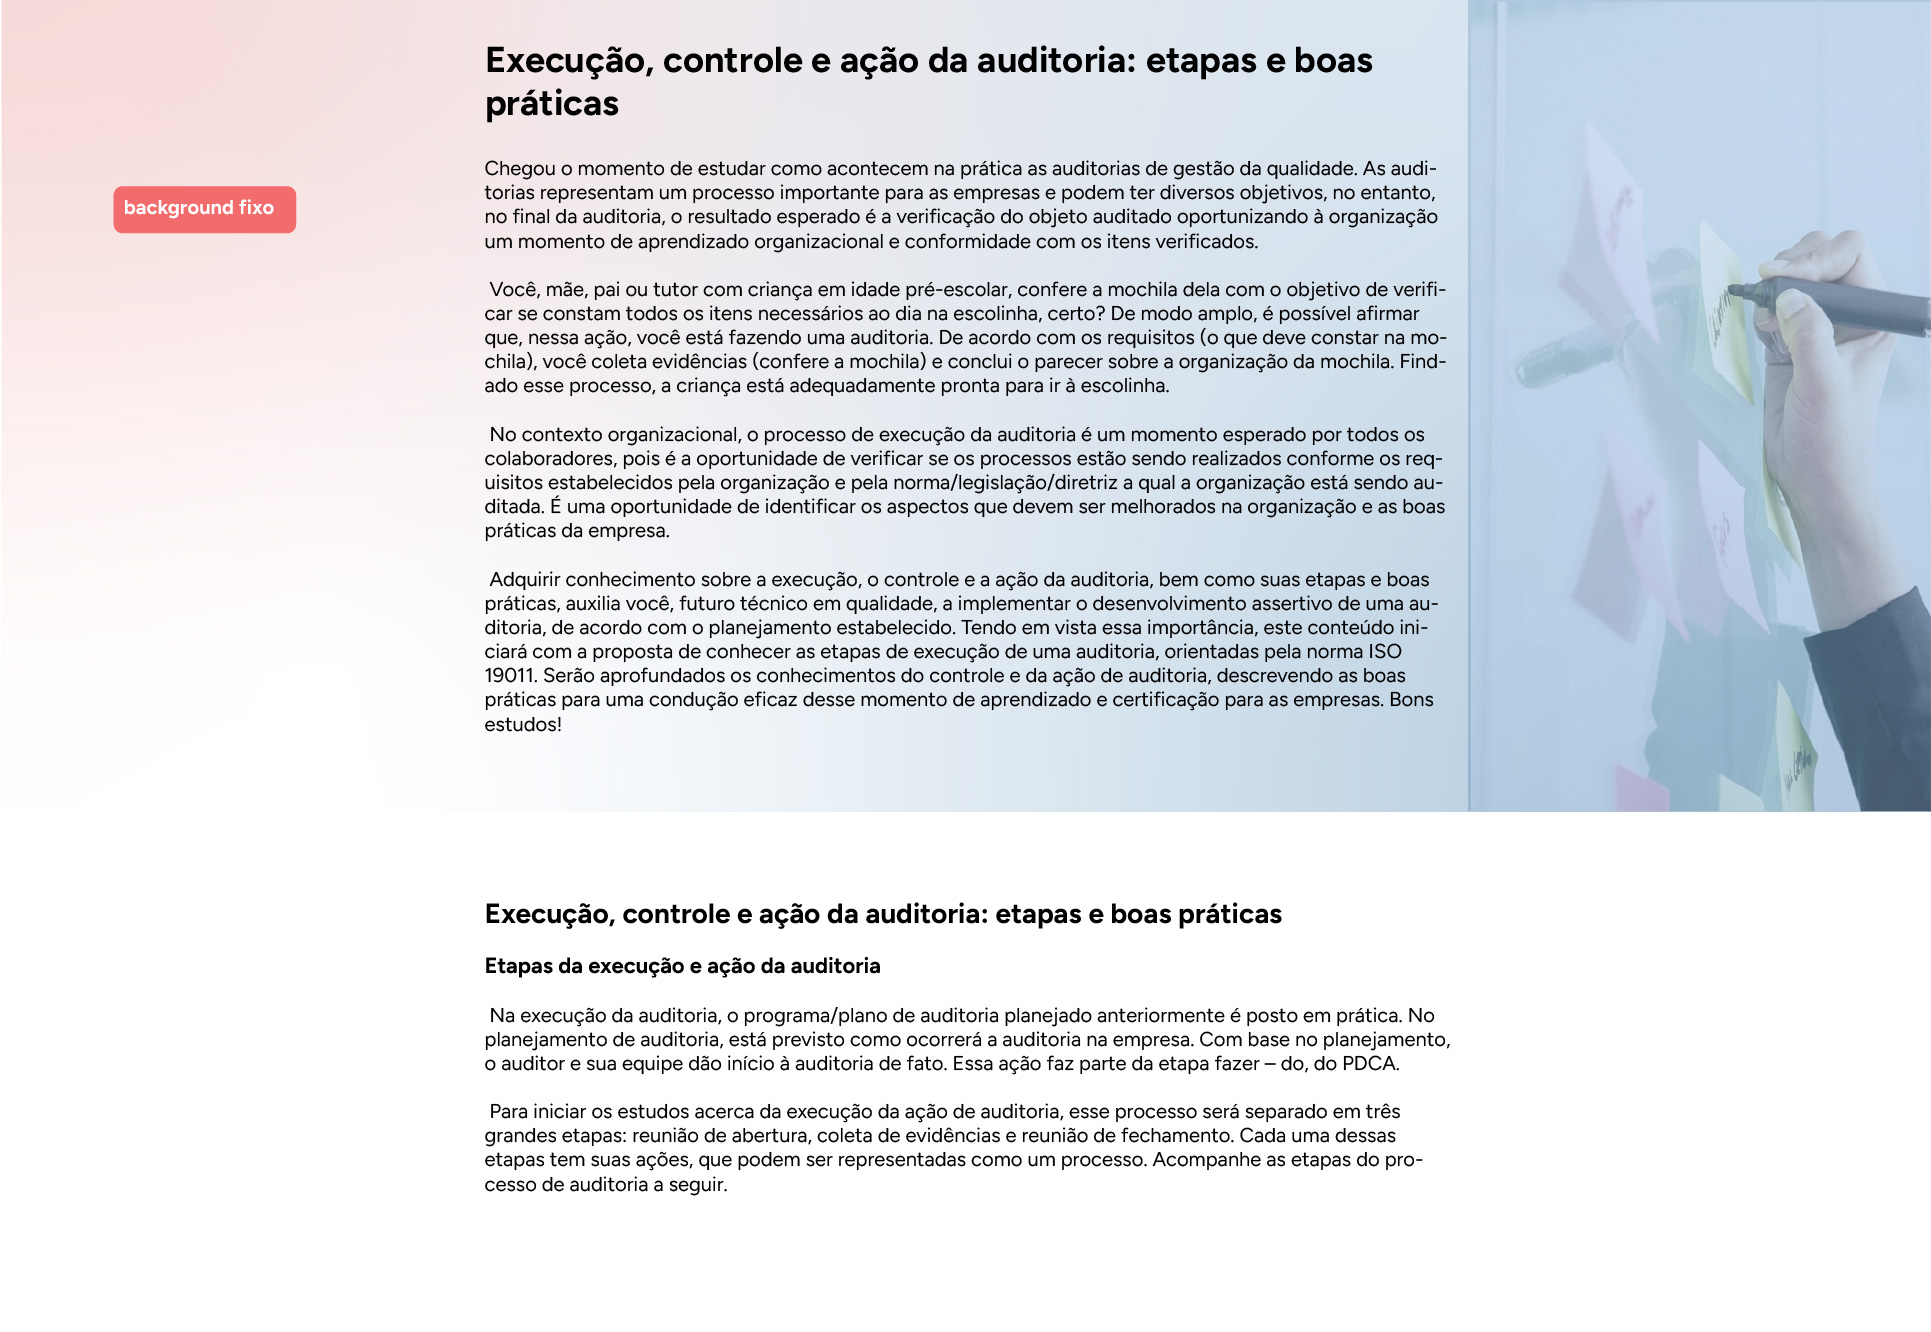 Execução, controle e ação da auditoria: etapas e boas
práticas
background fixo
Chegou o momento de estudar como acontecem na prática as auditorias de gestão da qualidade. As audi-
torias representam um processo importante para as empresas e podem ter diversos objetivos, no entanto,
no final da auditoria, o resultado esperado é a verificação do objeto auditado oportunizando à organização
um momento de aprendizado organizacional e conformidade com os itens verificados.
Você, mãe, pai ou tutor com criança em idade pré-escolar, confere a mochila dela com o objetivo de verifi-
car se constam todos os itens necessários ao dia na escolinha, certo? De modo amplo, é possível afirmar
que, nessa ação, você está fazendo uma auditoria. De acordo com os requisitos (o que deve constar na mo-
chila), você coleta evidências (confere a mochila) e conclui o parecer sobre a organização da mochila. Find-
ado esse processo, a criança está adequadamente pronta para ir à escolinha.
No contexto organizacional, o processo de execução da auditoria é um momento esperado por todos os
colaboradores, pois é a oportunidade de verificar se os processos estão sendo realizados conforme os req-
uisitos estabelecidos pela organização e pela norma/legislação/diretriz a qual a organização está sendo au-
ditada. É uma oportunidade de identificar os aspectos que devem ser melhorados na organização e as boas
práticas da empresa.
Adquirir conhecimento sobre a execução, o controle e a ação da auditoria, bem como suas etapas e boas
práticas, auxilia você, futuro técnico em qualidade, a implementar o desenvolvimento assertivo de uma au-
ditoria, de acordo com o planejamento estabelecido. Tendo em vista essa importância, este conteúdo ini-
ciará com a proposta de conhecer as etapas de execução de uma auditoria, orientadas pela norma ISO
19011. Serão aprofundados os conhecimentos do controle e da ação de auditoria, descrevendo as boas
práticas para uma condução eficaz desse momento de aprendizado e certificação para as empresas. Bons
estudos!
Execução, controle e ação da auditoria: etapas e boas práticas
Etapas da execução e ação da auditoria
Na execução da auditoria, o programa/plano de auditoria planejado anteriormente é posto em prática. No
planejamento de auditoria, está previsto como ocorrerá a auditoria na empresa. Com base no planejamento,
o auditor e sua equipe dão início à auditoria de fato. Essa ação faz parte da etapa fazer – do, do PDCA.
Para iniciar os estudos acerca da execução da ação de auditoria, esse processo será separado em três
grandes etapas: reunião de abertura, coleta de evidências e reunião de fechamento. Cada uma dessas
etapas tem suas ações, que podem ser representadas como um processo. Acompanhe as etapas do pro-
cesso de auditoria a seguir.